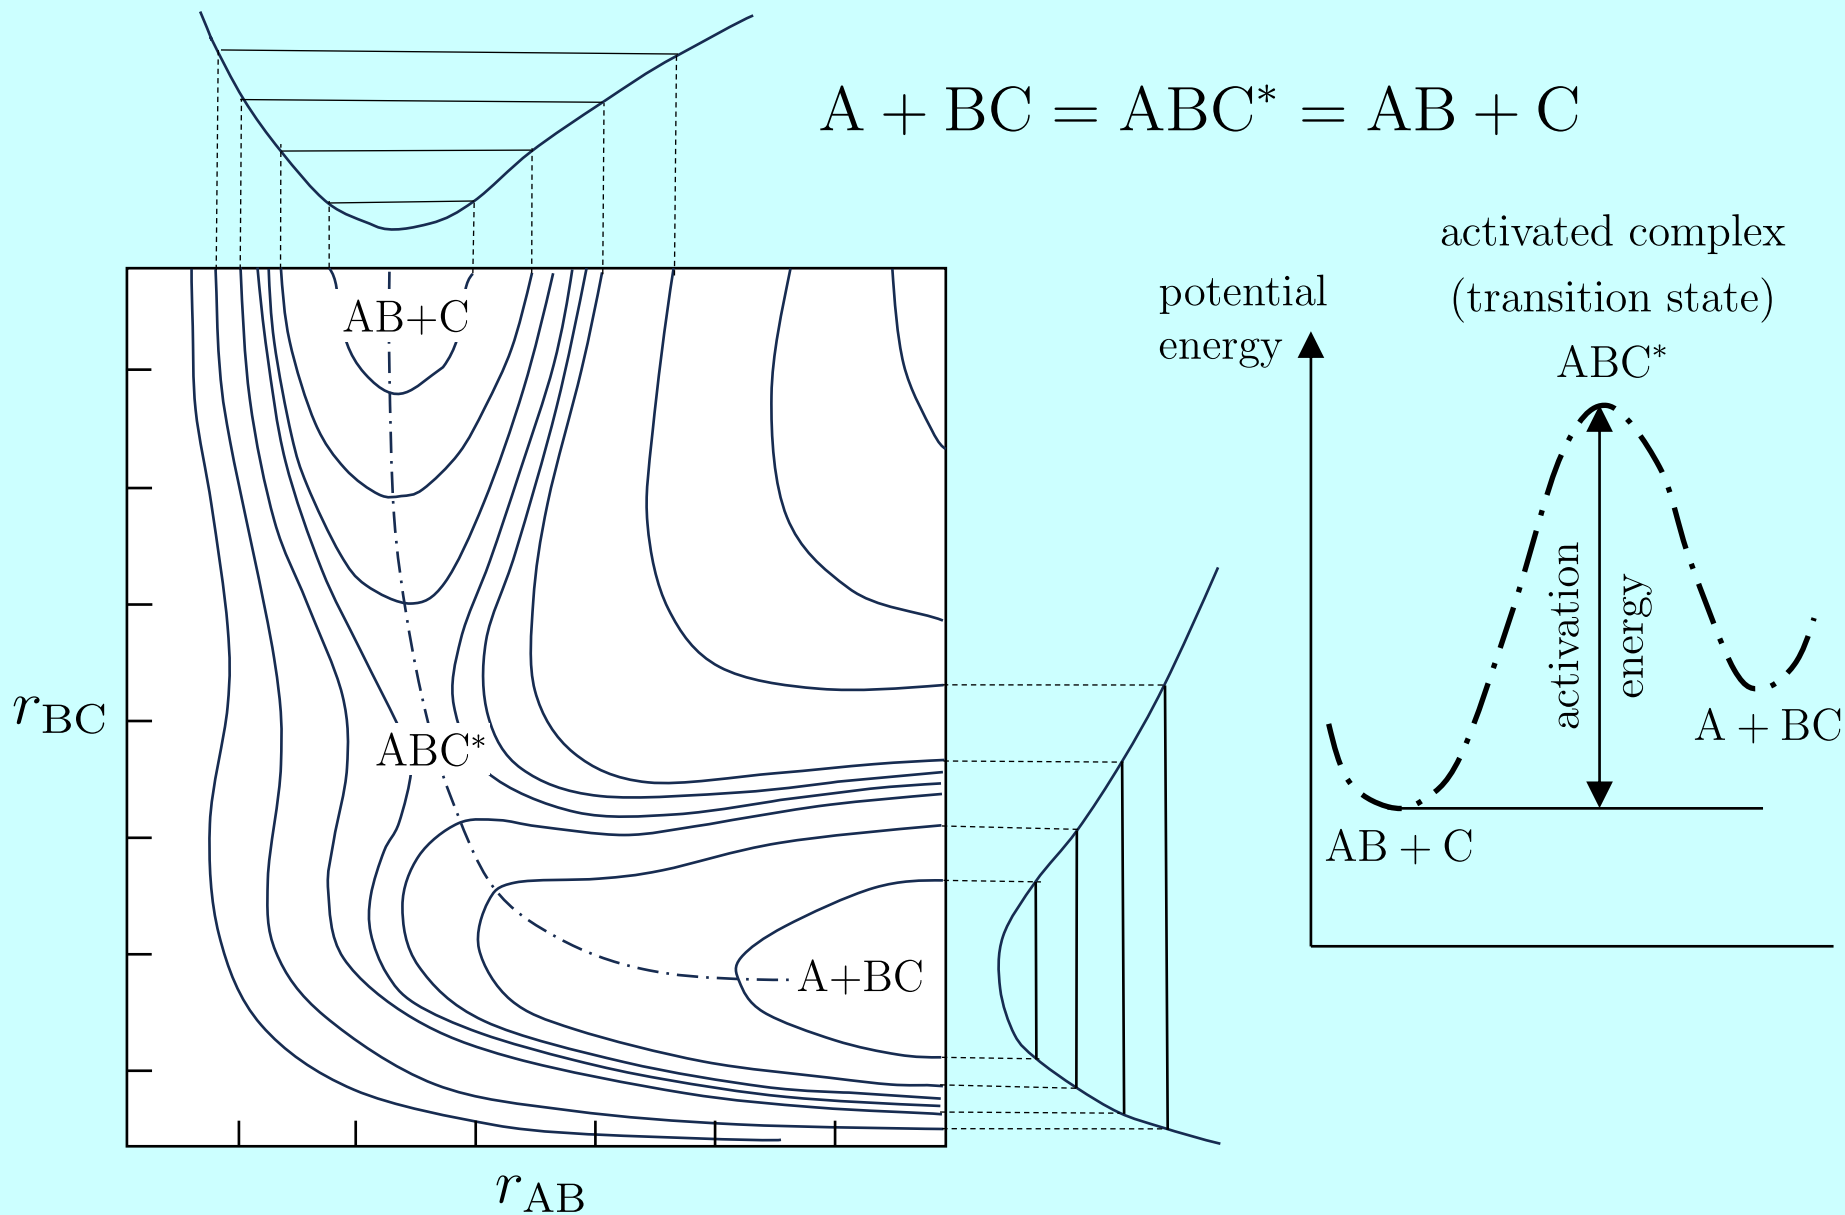 A + BC = ABC* = AB + C
activated complex
(transition state)
potential
energy
ABC*
activation
energy
A + BC
AB + C
AB+C
r_BC
ABC*
A+BC
r_AB